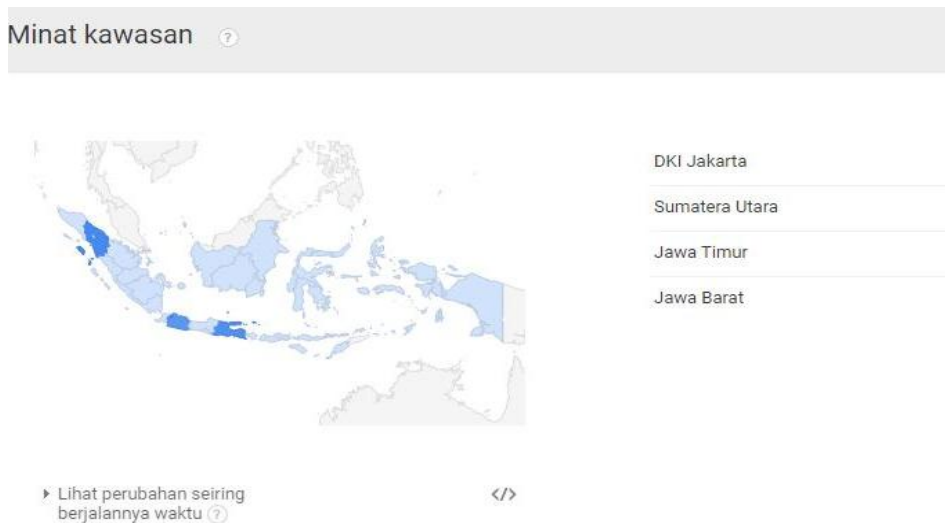 Minat kawasan ?
DKI Jakarta
Sumatera Utara
Jawa Timur
Jawa Barat
Lihat perubahan seiring
berjalannya waktu ?
</>